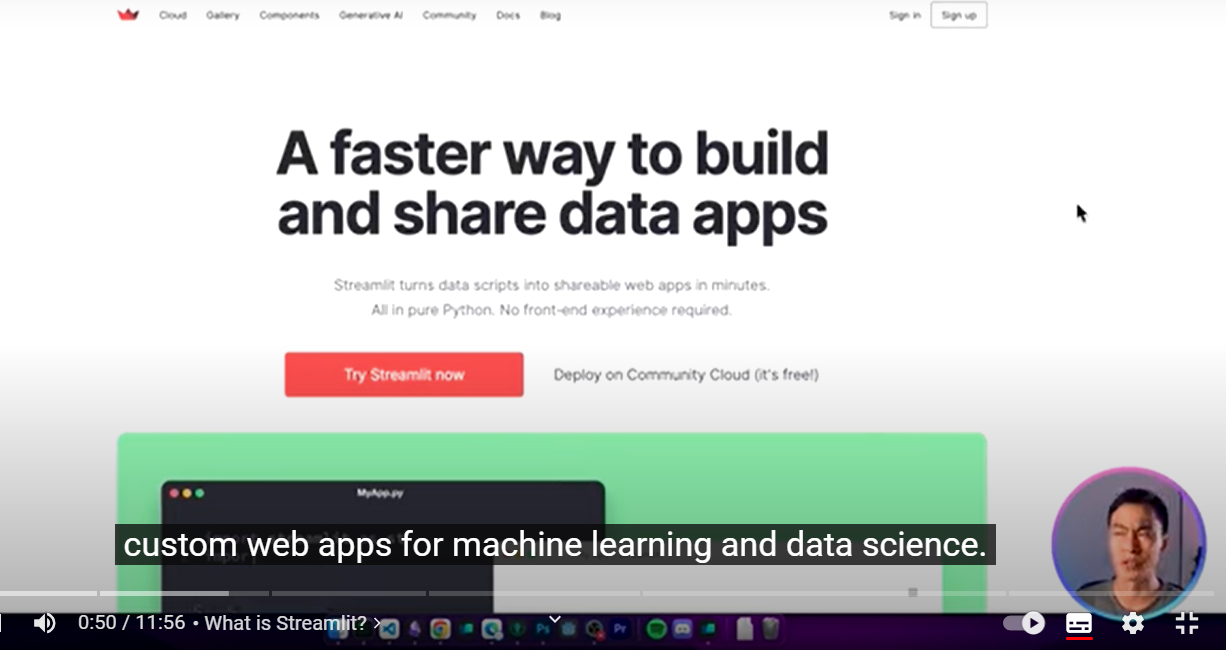 Cloud Gallery Components Generative AI Community Docs Blog Sign in Sign up
A faster way to build
and share data apps
Streamlit turns data scripts into shareable web apps in minutes.
All in pure Python. No front-end experience required.
Try Streamlit now Deploy on Community Cloud (it's free!)
MyApp.py
custom web apps for machine learning and data science.
0:50 / 11:56 • What is Streamlit? >
Ps Pr